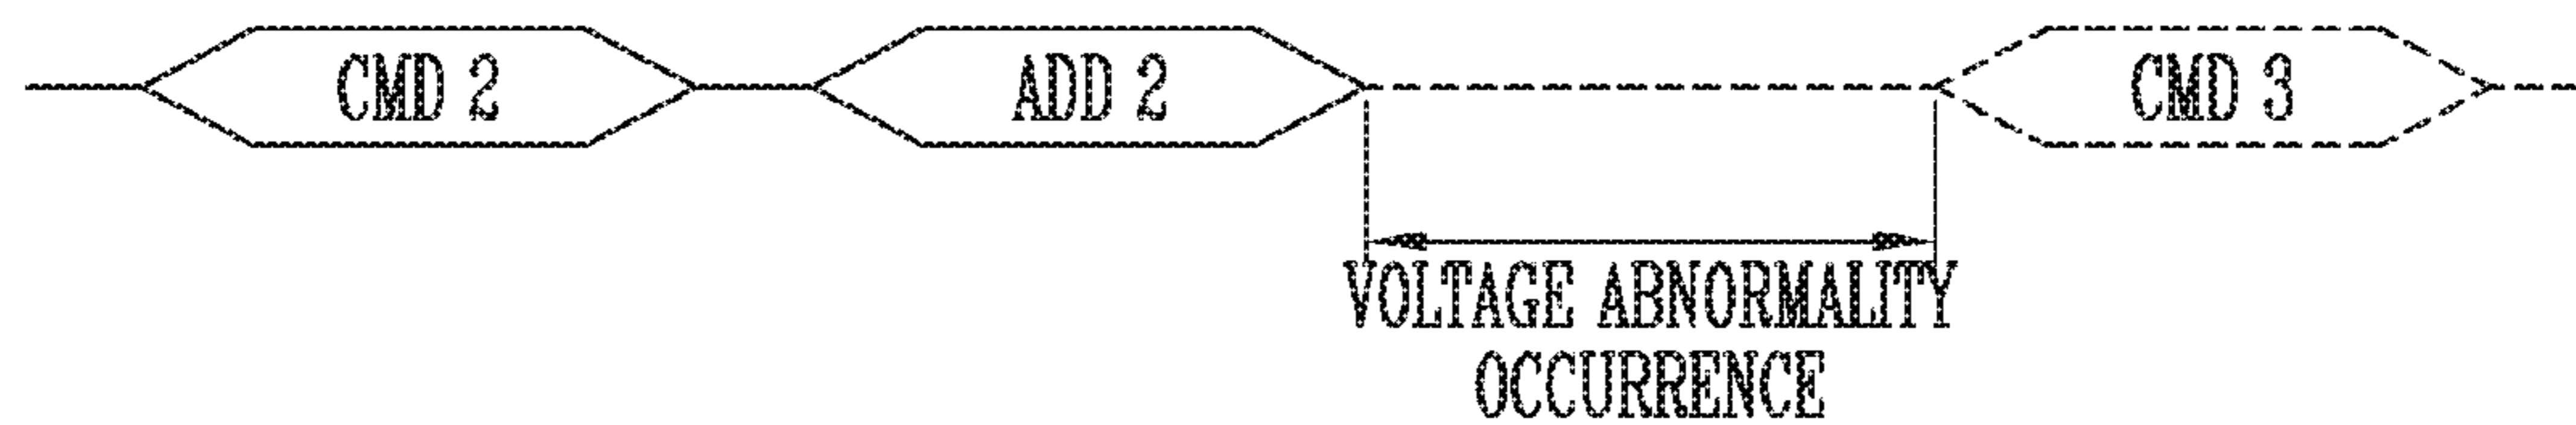 CMD 2 ADD 2 CMD 3
VOLTAGE ABNORMALITY
OCCURRENCE